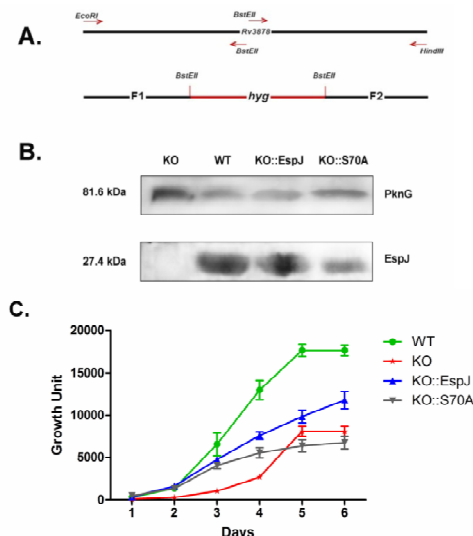 A.
EcoRI
BstEII
Rv3878
BstEII
HindIII
BstEII
BstEII
F1
hyg
F2
B.
KO WT KO::EspJ KO::S70A
81.6 kDa PknG
27.4 kDa EspJ
C.
20000
15000
10000
5000
0
Growth Unit
1 2 3 4 5 6
Days
WT
KO
KO::EspJ
KO::S70A